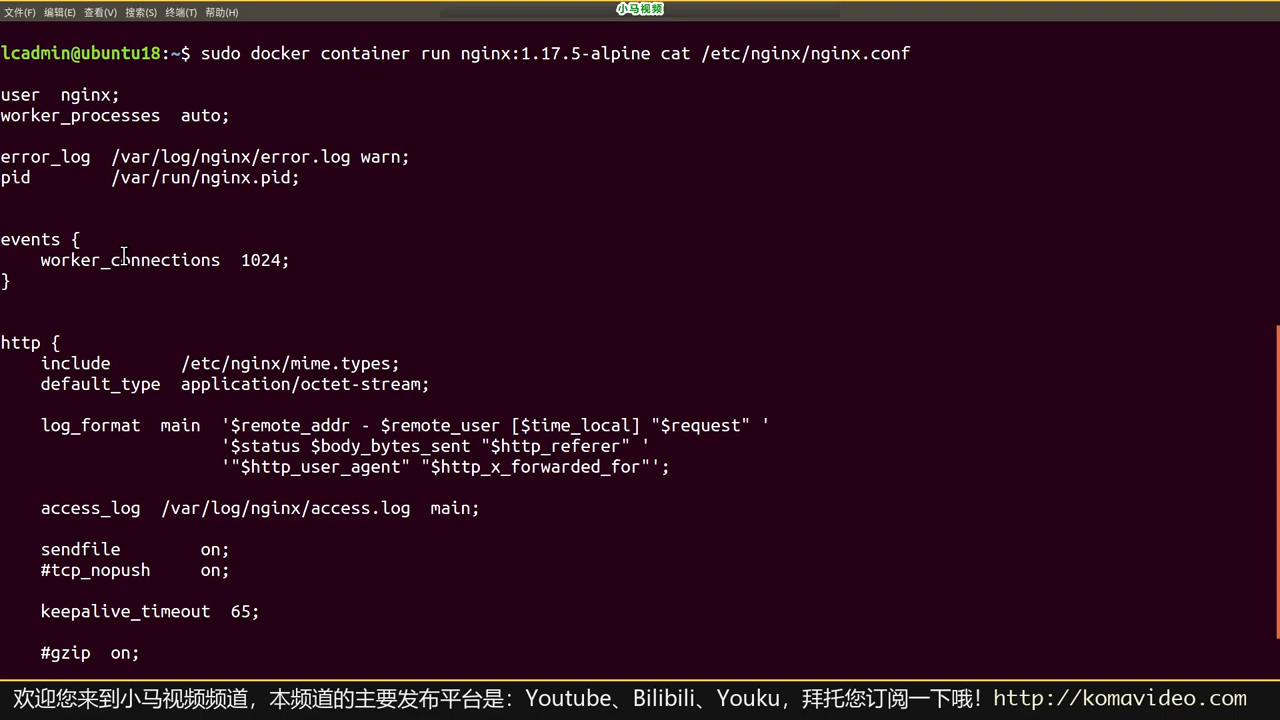 小马视频
文件(F) 编辑(E) 查看(V) 搜索(S) 终端(T) 帮助(H)
lcadmin@ubuntu18:~$ sudo docker container run nginx:1.17.5-alpine cat /etc/nginx/nginx.conf
user  nginx;
worker_processes  auto;
error_log  /var/log/nginx/error.log warn;
pid        /var/run/nginx.pid;
events {
    worker_connections  1024;
}
http {
    include       /etc/nginx/mime.types;
    default_type  application/octet-stream;
    log_format  main  '$remote_addr - $remote_user [$time_local] "$request" '
                      '$status $body_bytes_sent "$http_referer" '
                      '"$http_user_agent" "$http_x_forwarded_for"';
    access_log  /var/log/nginx/access.log  main;
    sendfile        on;
    #tcp_nopush     on;
    keepalive_timeout  65;
    #gzip  on;
欢迎您来到小马视频频道，本频道的主要发布平台是：Youtube、Bilibili、Youku，拜托您订阅一下哦！http://komavideo.com